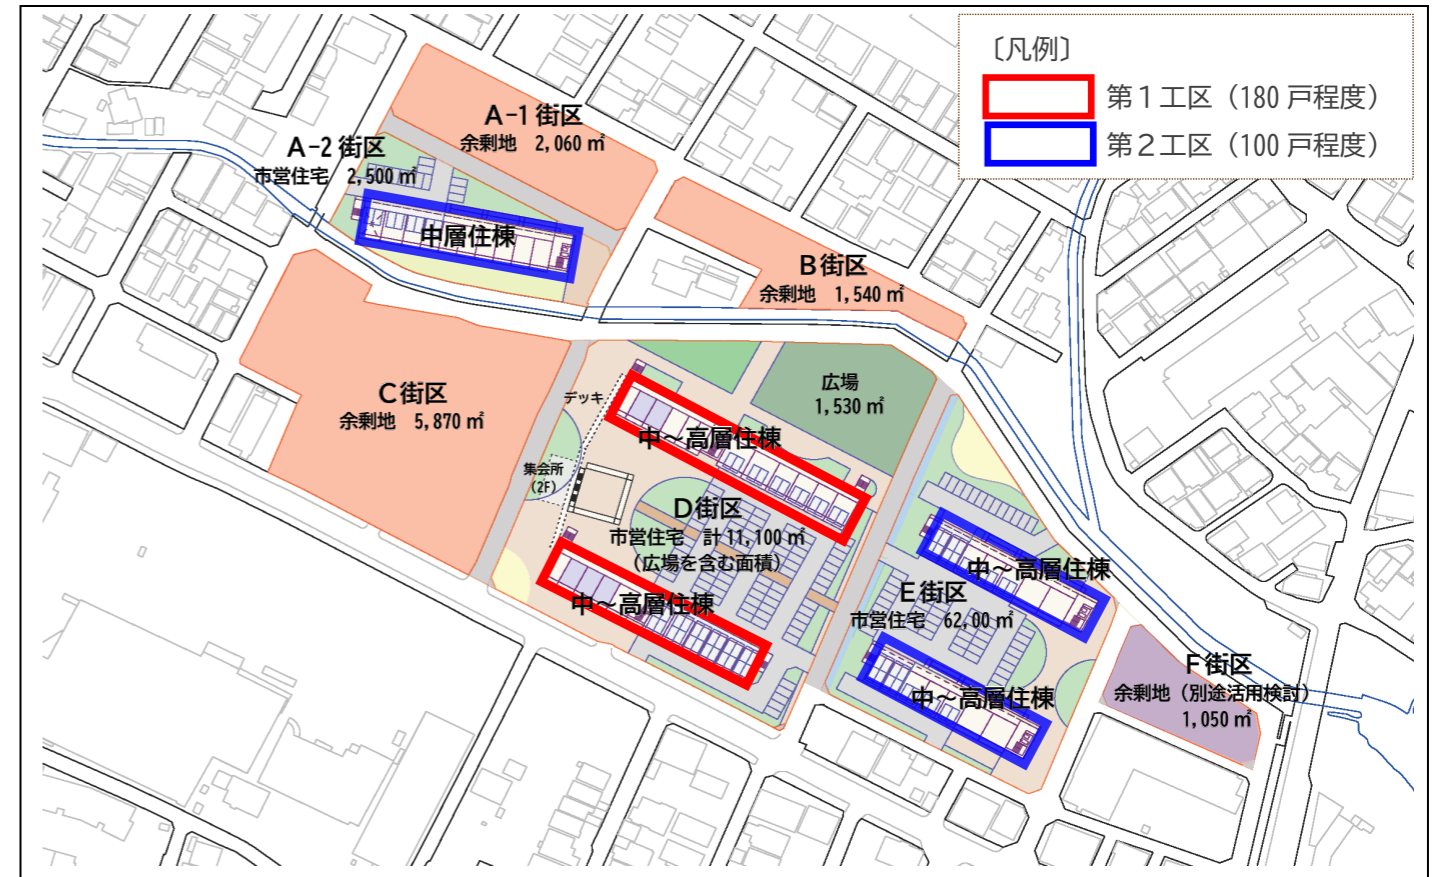 〔凡例〕
第１工区（180 戸程度）
第２工区（100 戸程度）
A-1 街区
余剰地　2,060 ㎡
A-2 街区
市営住宅　2,500 ㎡
中層住棟
B 街区
余剰地　1,540 ㎡
C 街区
余剰地　5,870 ㎡
広場
1,530 ㎡
デッキ
中～高層住棟
集会所
（2F）
D 街区
市営住宅　計 11,100 ㎡
（広場を含む面積）
中～高層住棟
中～高層住棟
E 街区
市営住宅　62,00 ㎡
中～高層住棟
F 街区
余剰地（別途活用検討）
1,050 ㎡